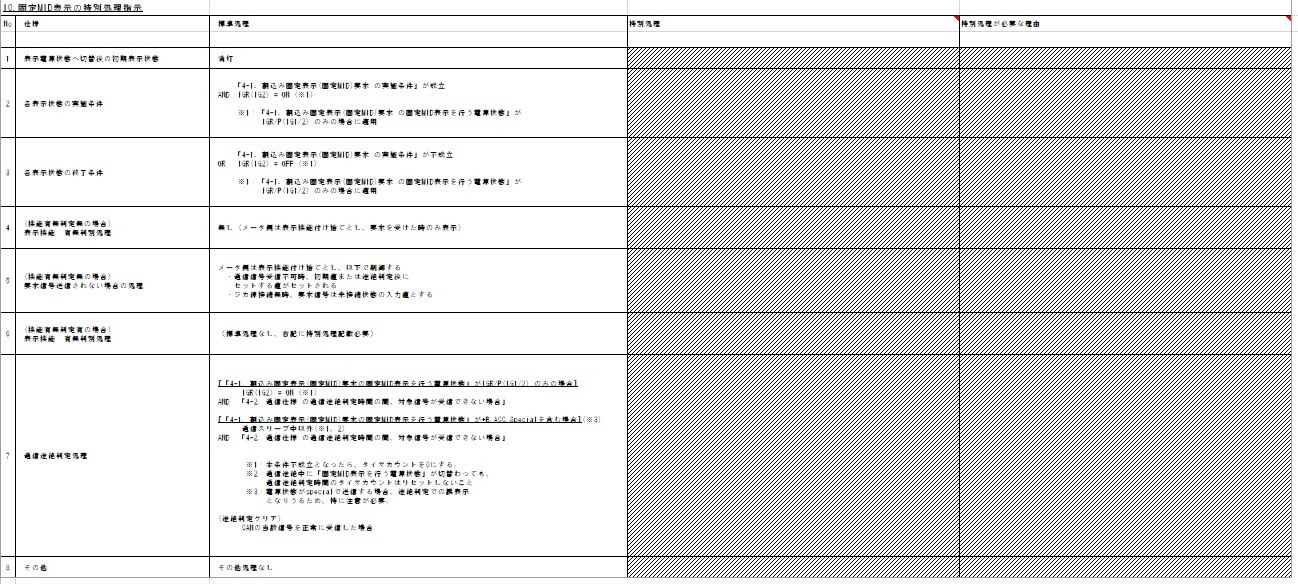 10.固定MID表示の特別処理指示
No 仕様 標準処理 特別処理 特別処理が必要な理由
1 表示電源状態へ切替後の初期表示状態 消灯
2 各表示状態の実施条件
「4-1. 割込み固定表示(固定MID)要求 の実施条件」が成立
AND IGR(IG2) = ON (※1)
※1:「4-1. 割込み固定表示(固定MID)要求 の固定MID表示を行う電源状態」が
IGR/P(IG1/2) のみの場合に適用
3 各表示状態の終了条件
「4-1. 割込み固定表示(固定MID)要求 の実施条件」が不成立
OR IGR(IG2) = OFF (※1)
※1:「4-1. 割込み固定表示(固定MID)要求 の固定MID表示を行う電源状態」が
IGR/P(IG1/2) のみの場合に適用
4 (機能有無判定無の場合)
表示機能 有無判別処理
無し (メータ側は表示機能付け捨てとし、要求を受けた時のみ表示)
5 (機能有無判定無の場合)
要求信号送信されない場合の処理
メータ側は表示機能付け捨てとし、以下で制御する
・通信信号受信不可時、初期値または途絶判定後に
セットする値がセットされる
・ジカ線接続無時、要求信号は未接続状態の入力値とする
6 (機能有無判定有の場合)
表示機能 有無判別処理
(標準処理なし、右記に特別処理記載必要)
7 通信途絶判定処理
[「4-1. 割込み固定表示(固定MID)要求の固定MID表示を行う電源状態」がIGR/P(IG1/2) のみの場合]
IGR(IG2) = ON (※1)
AND 「4-2. 通信仕様 の通信途絶判定時間の間、対象信号が受信できない場合」
[「4-1. 割込み固定表示(固定MID)要求の固定MID表示を行う電源状態」が+B,ACC,Specialを含む場合](※3)
通信スリープ中以外(※1, 2)
AND 「4-2. 通信仕様 の通信途絶判定時間の間、対象信号が受信できない場合」
※1:本条件不成立となったら、タイマカウントを0にする。
※2:通信途絶中に「固定MID表示を行う電源状態」が切替わっても、
通信途絶判定時間のタイマカウントはリセットしないこと
※3:電源状態がspecialで送信する場合、途絶判定での誤表示
となりうるため、特に注意が必要。
(途絶判定クリア)
CANの当該信号を正常に受信した場合
8 その他 その他処理なし